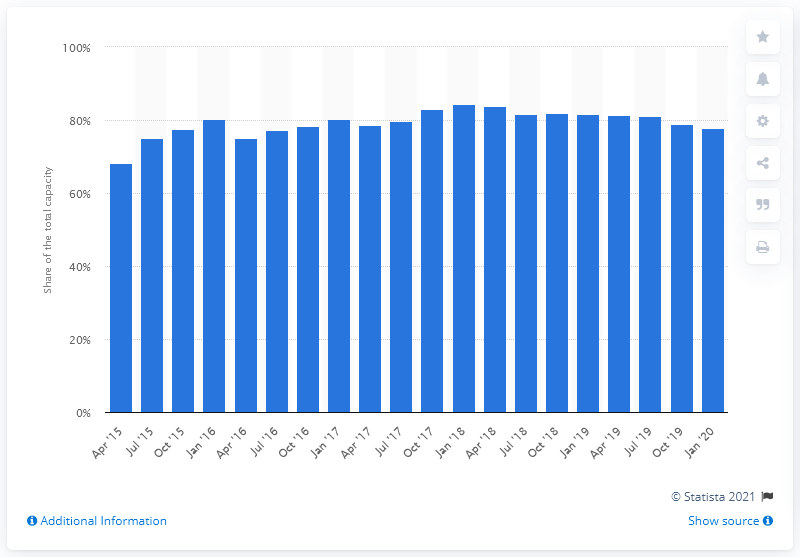 100%
80%
60%
40%
20%
0%
Share of the total capacity
Apr '15
Jul '15
Oct '15
Jan '16
Apr '16
Jul '16
Oct '16
Jan '17
Apr '17
Jul '17
Oct '17
Jan '18
Apr '18
Jul '18
Oct '18
Jan '19
Apr '19
Jul '19
Oct '19
Jan '20
© Statista 2021
Additional Information
Show source